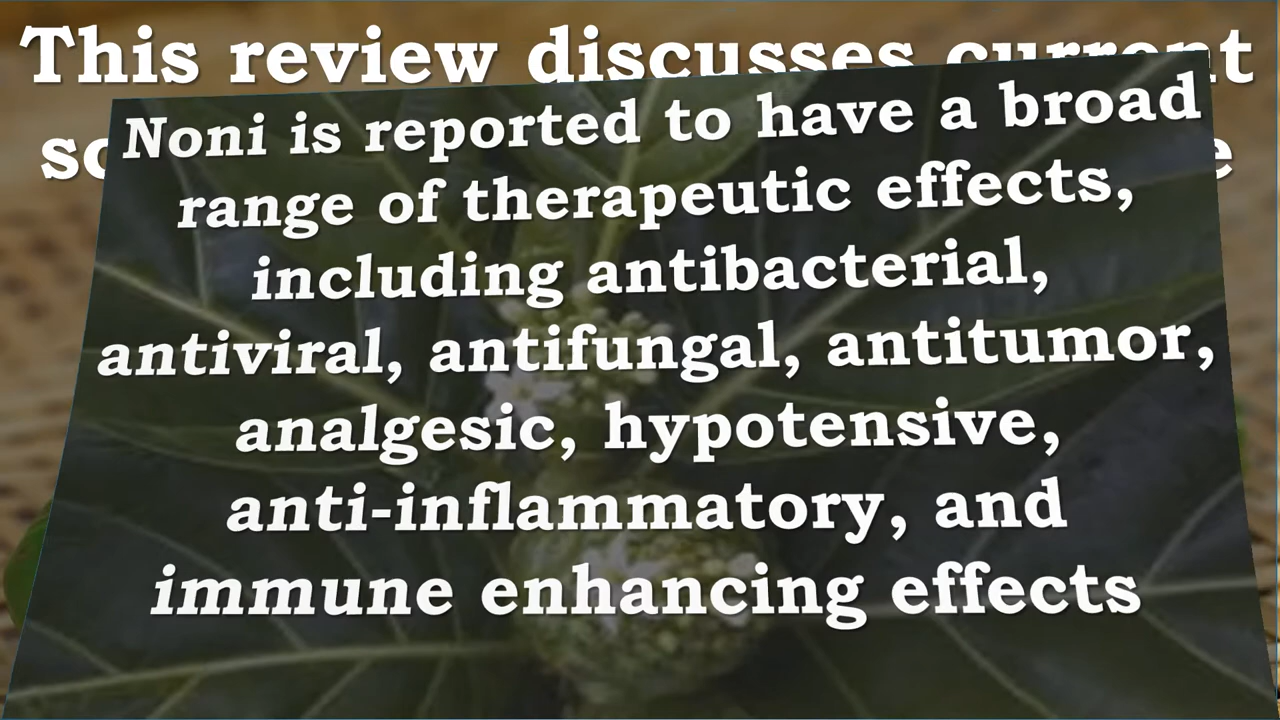 This review discusses current
Noni is reported to have a broad
range of therapeutic effects,
including antibacterial,
antiviral, antifungal, antitumor,
analgesic, hypotensive,
anti-inflammatory, and
immune enhancing effects